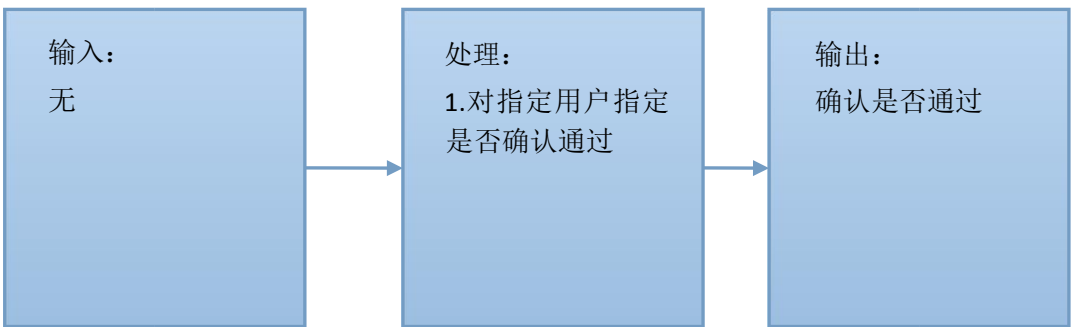 输入：
无
处理：
1.对指定用户指定
是否确认通过
输出：
确认是否通过